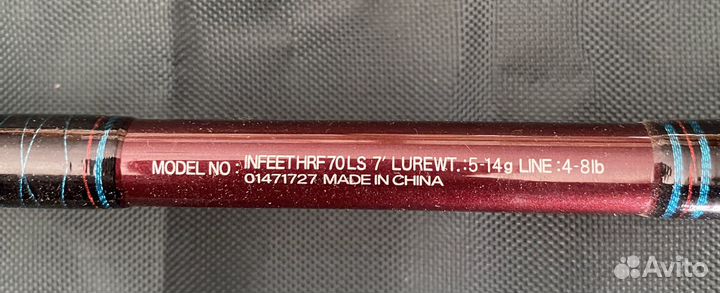 MODEL NO : INFEETHRF70LS 7' LUREWT.:5-14g LINE :4-8lb
01471727 MADE IN CHINA
Avito